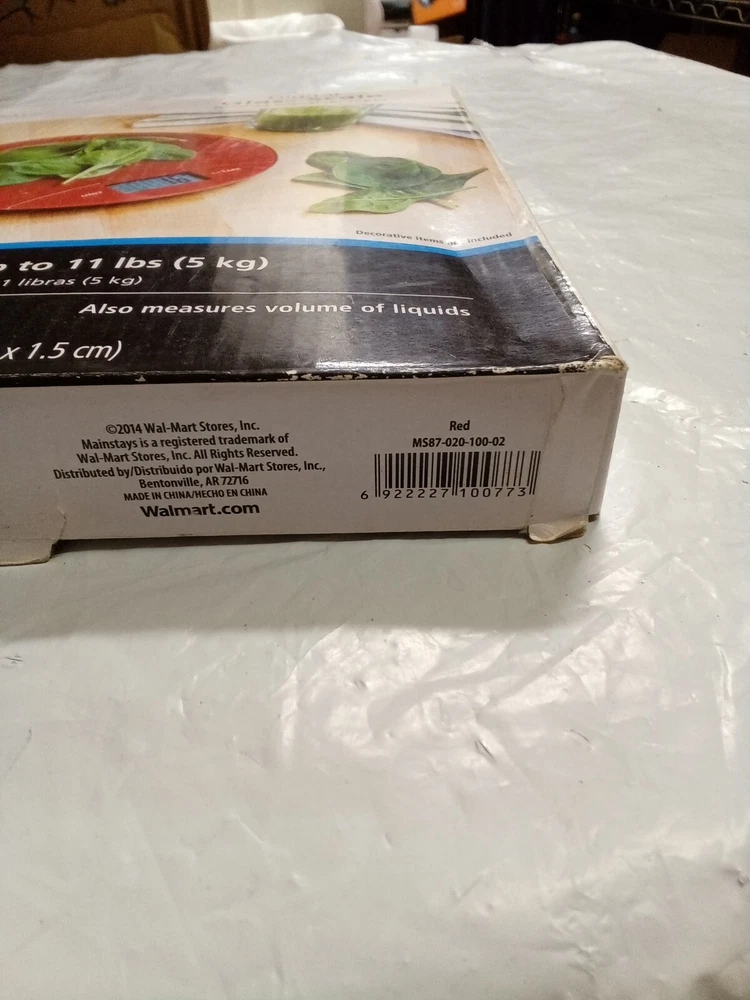 Decorative items included
to 11 lbs (5 kg)
1 libras (5 kg)
Also measures volume of liquids
x 1.5 cm)
©2014 Wal-Mart Stores, Inc.
Mainstays is a registered trademark of
Wal-Mart Stores, Inc. All Rights Reserved.
Distributed by/Distribuido por Wal-Mart Stores, Inc.,
Bentonville, AR 72716
MADE IN CHINA/HECHO EN CHINA
Walmart.com
Red
MS87-020-100-02
6 922227 100773